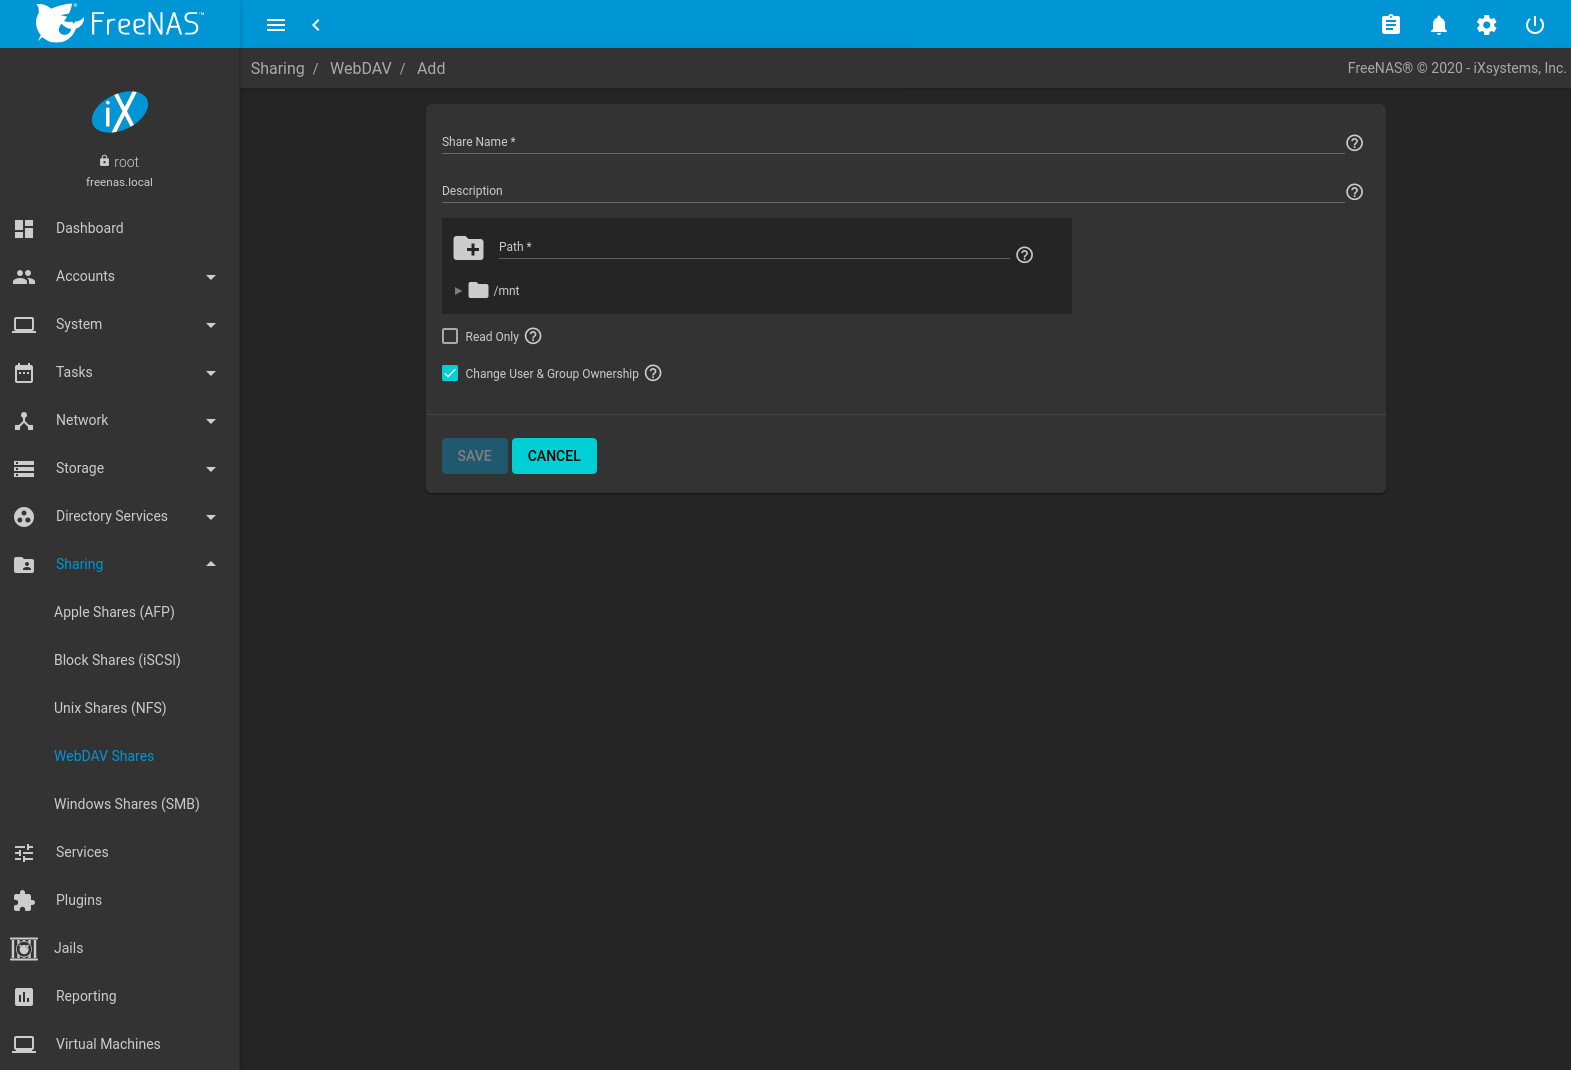 FreeNAS™
Sharing / WebDAV / Add
FreeNAS® © 2020 - iXsystems, Inc.
iX
root
freenas.local
Dashboard
Accounts
System
Tasks
Network
Storage
Directory Services
Sharing
Apple Shares (AFP)
Block Shares (iSCSI)
Unix Shares (NFS)
WebDAV Shares
Windows Shares (SMB)
Services
Plugins
Jails
Reporting
Virtual Machines
Share Name *
Description
Path *
/mnt
Read Only
Change User & Group Ownership
SAVE CANCEL